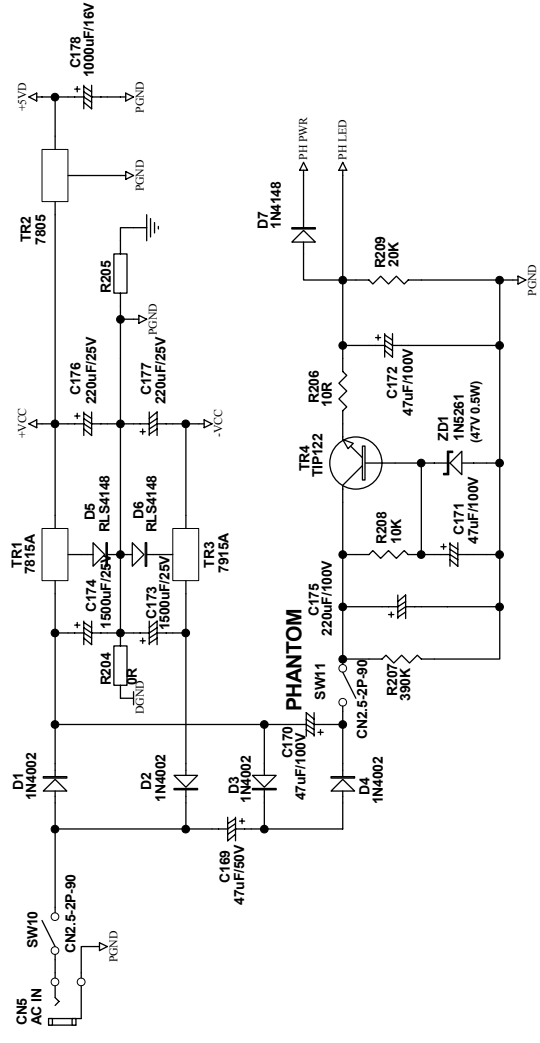 CN5
AC IN
SW10
CN2.5-2P-90
PGND
D1
1N4002
D2
1N4002
C169
47uF/50V
D3
1N4002
D4
1N4002
C170
47uF/100V
PHANTOM
SW11
CN2.5-2P-90
R204
0R
DGND
C174
1500uF/25V
C173
1500uF/25V
TR1
7815A
D5
RLS4148
D6
RLS4148
TR3
7915A
+VCC
C176
220uF/25V
C177
220uF/25V
-VCC
PGND
R205
TR2
7805
PGND
+5VD
C178
1000uF/16V
PGND
R207
390K
C175
220uF/100V
R208
10K
C171
47uF/100V
TR4
TIP122
ZD1
1N5261
(47V 0.5W)
R206
10R
C172
47uF/100V
R209
20K
D7
1N4148
PH PWR
PH LED
PGND